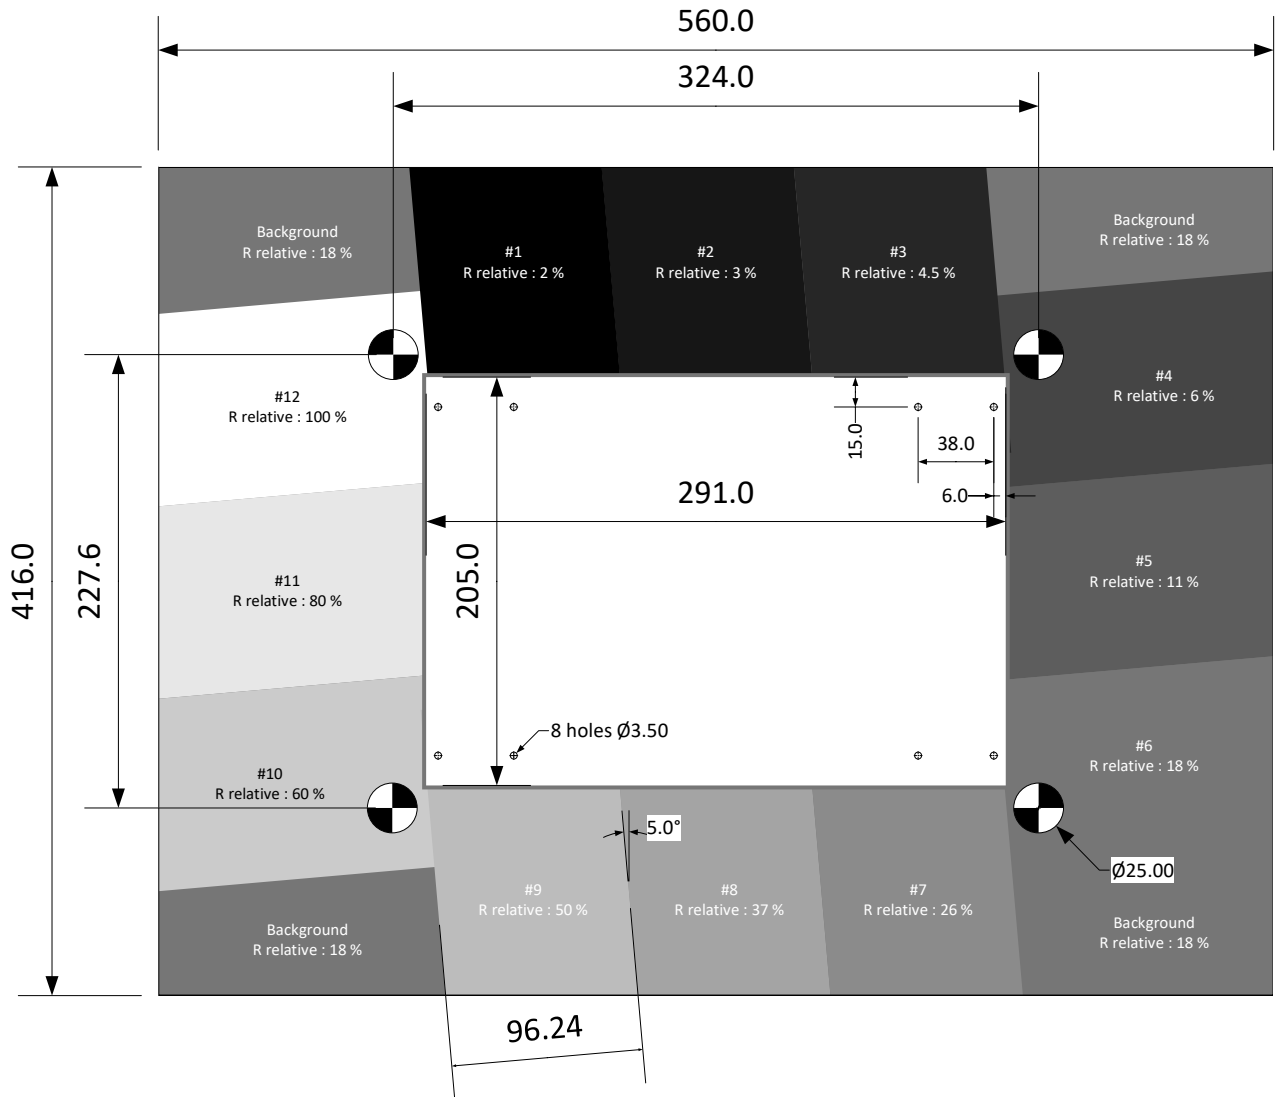 560.0
324.0
Background
R relative : 18 %
#1
R relative : 2 %
#2
R relative : 3 %
#3
R relative : 4.5 %
Background
R relative : 18 %
#12
R relative : 100 %
#4
R relative : 6 %
15.0
38.0
6.0
291.0
416.0
227.6
205.0
#11
R relative : 80 %
#5
R relative : 11 %
8 holes Ø3.50
#10
R relative : 60 %
#6
R relative : 18 %
5.0°
Ø25.00
#9
R relative : 50 %
#8
R relative : 37 %
#7
R relative : 26 %
Background
R relative : 18 %
Background
R relative : 18 %
96.24